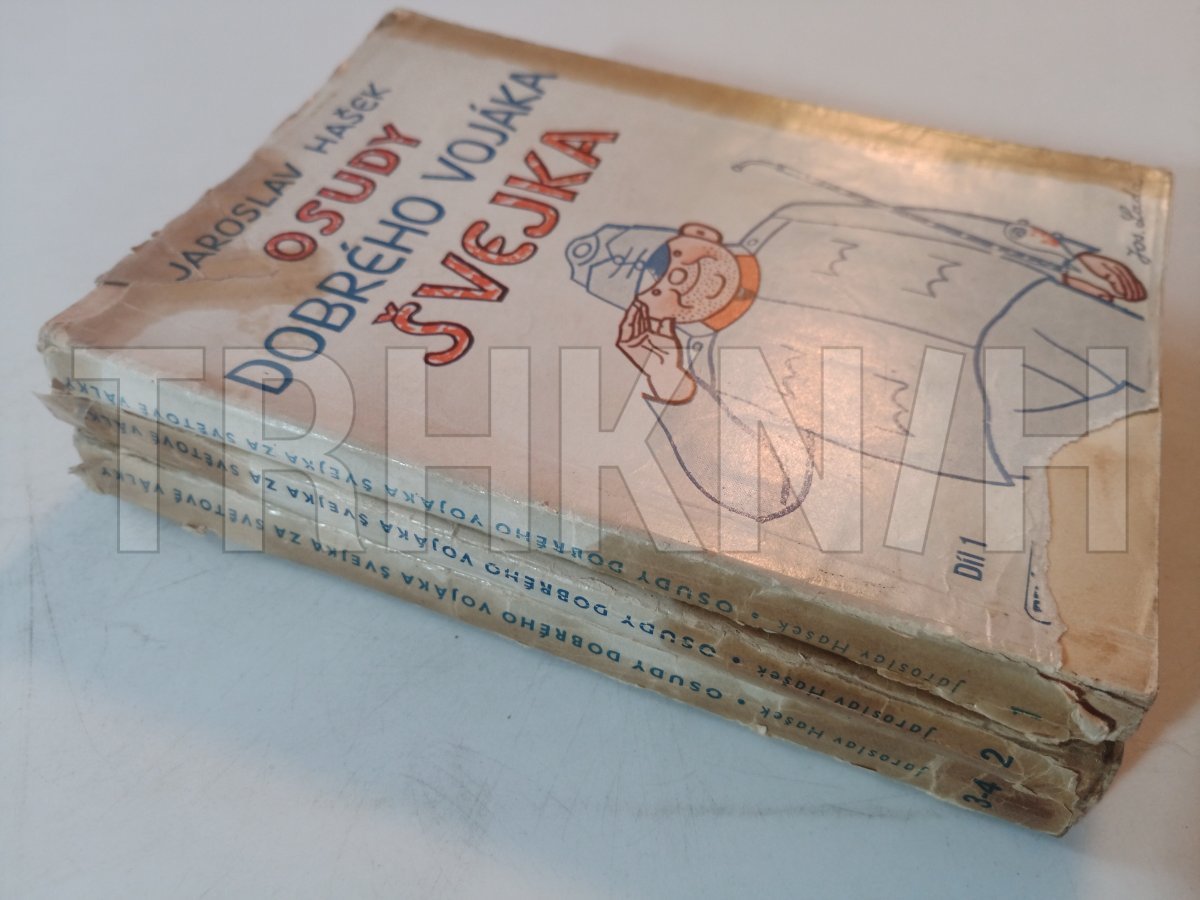 JAROSLAV HAŠEK
OSUDY
DOBRÉHO VOJÁKA
ŠVEJKA
Jos. Lada
Díl 1
Jaroslav Hašek • OSUDY DOBRÉHO VOJÁKA ŠVEJKA ZA SVĚTOVÉ VÁLKY
1
Jaroslav Hašek • OSUDY DOBRÉHO VOJÁKA ŠVEJKA ZA SVĚTOVÉ VÁLKY
2
Jaroslav Hašek • OSUDY DOBRÉHO VOJÁKA ŠVEJKA ZA SVĚTOVÉ VÁLKY
3-4
TRHKNIH